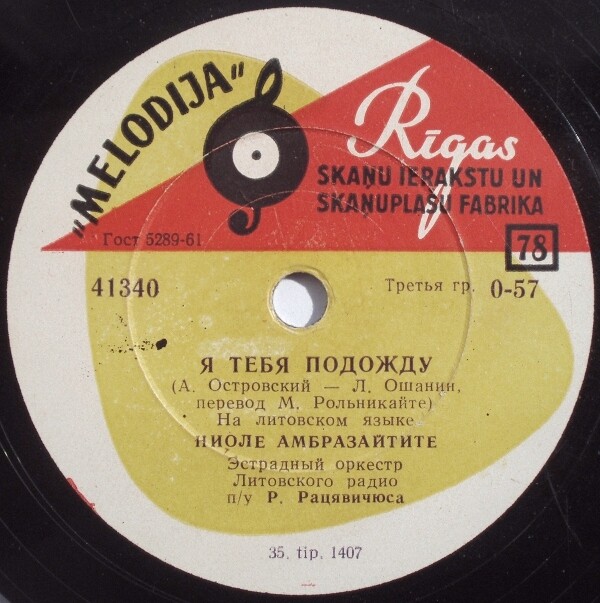 "MELODIJA"
Rīgas
SKAŅU IERAKSTU UN
SKAŅUPLAŠU FABRIKA
Гост 5289-61
78
41340
Третья гр. 0-57
Я ТЕБЯ ПОДОЖДУ
(А. Островский — Л. Ошанин,
перевод М. Рольникайте)
На литовском языке
НИОЛЕ АМБРАЗАЙТИТЕ
Эстрадный оркестр
Литовского радио
п/у Р. Рацявичюса
35. tip. 1407